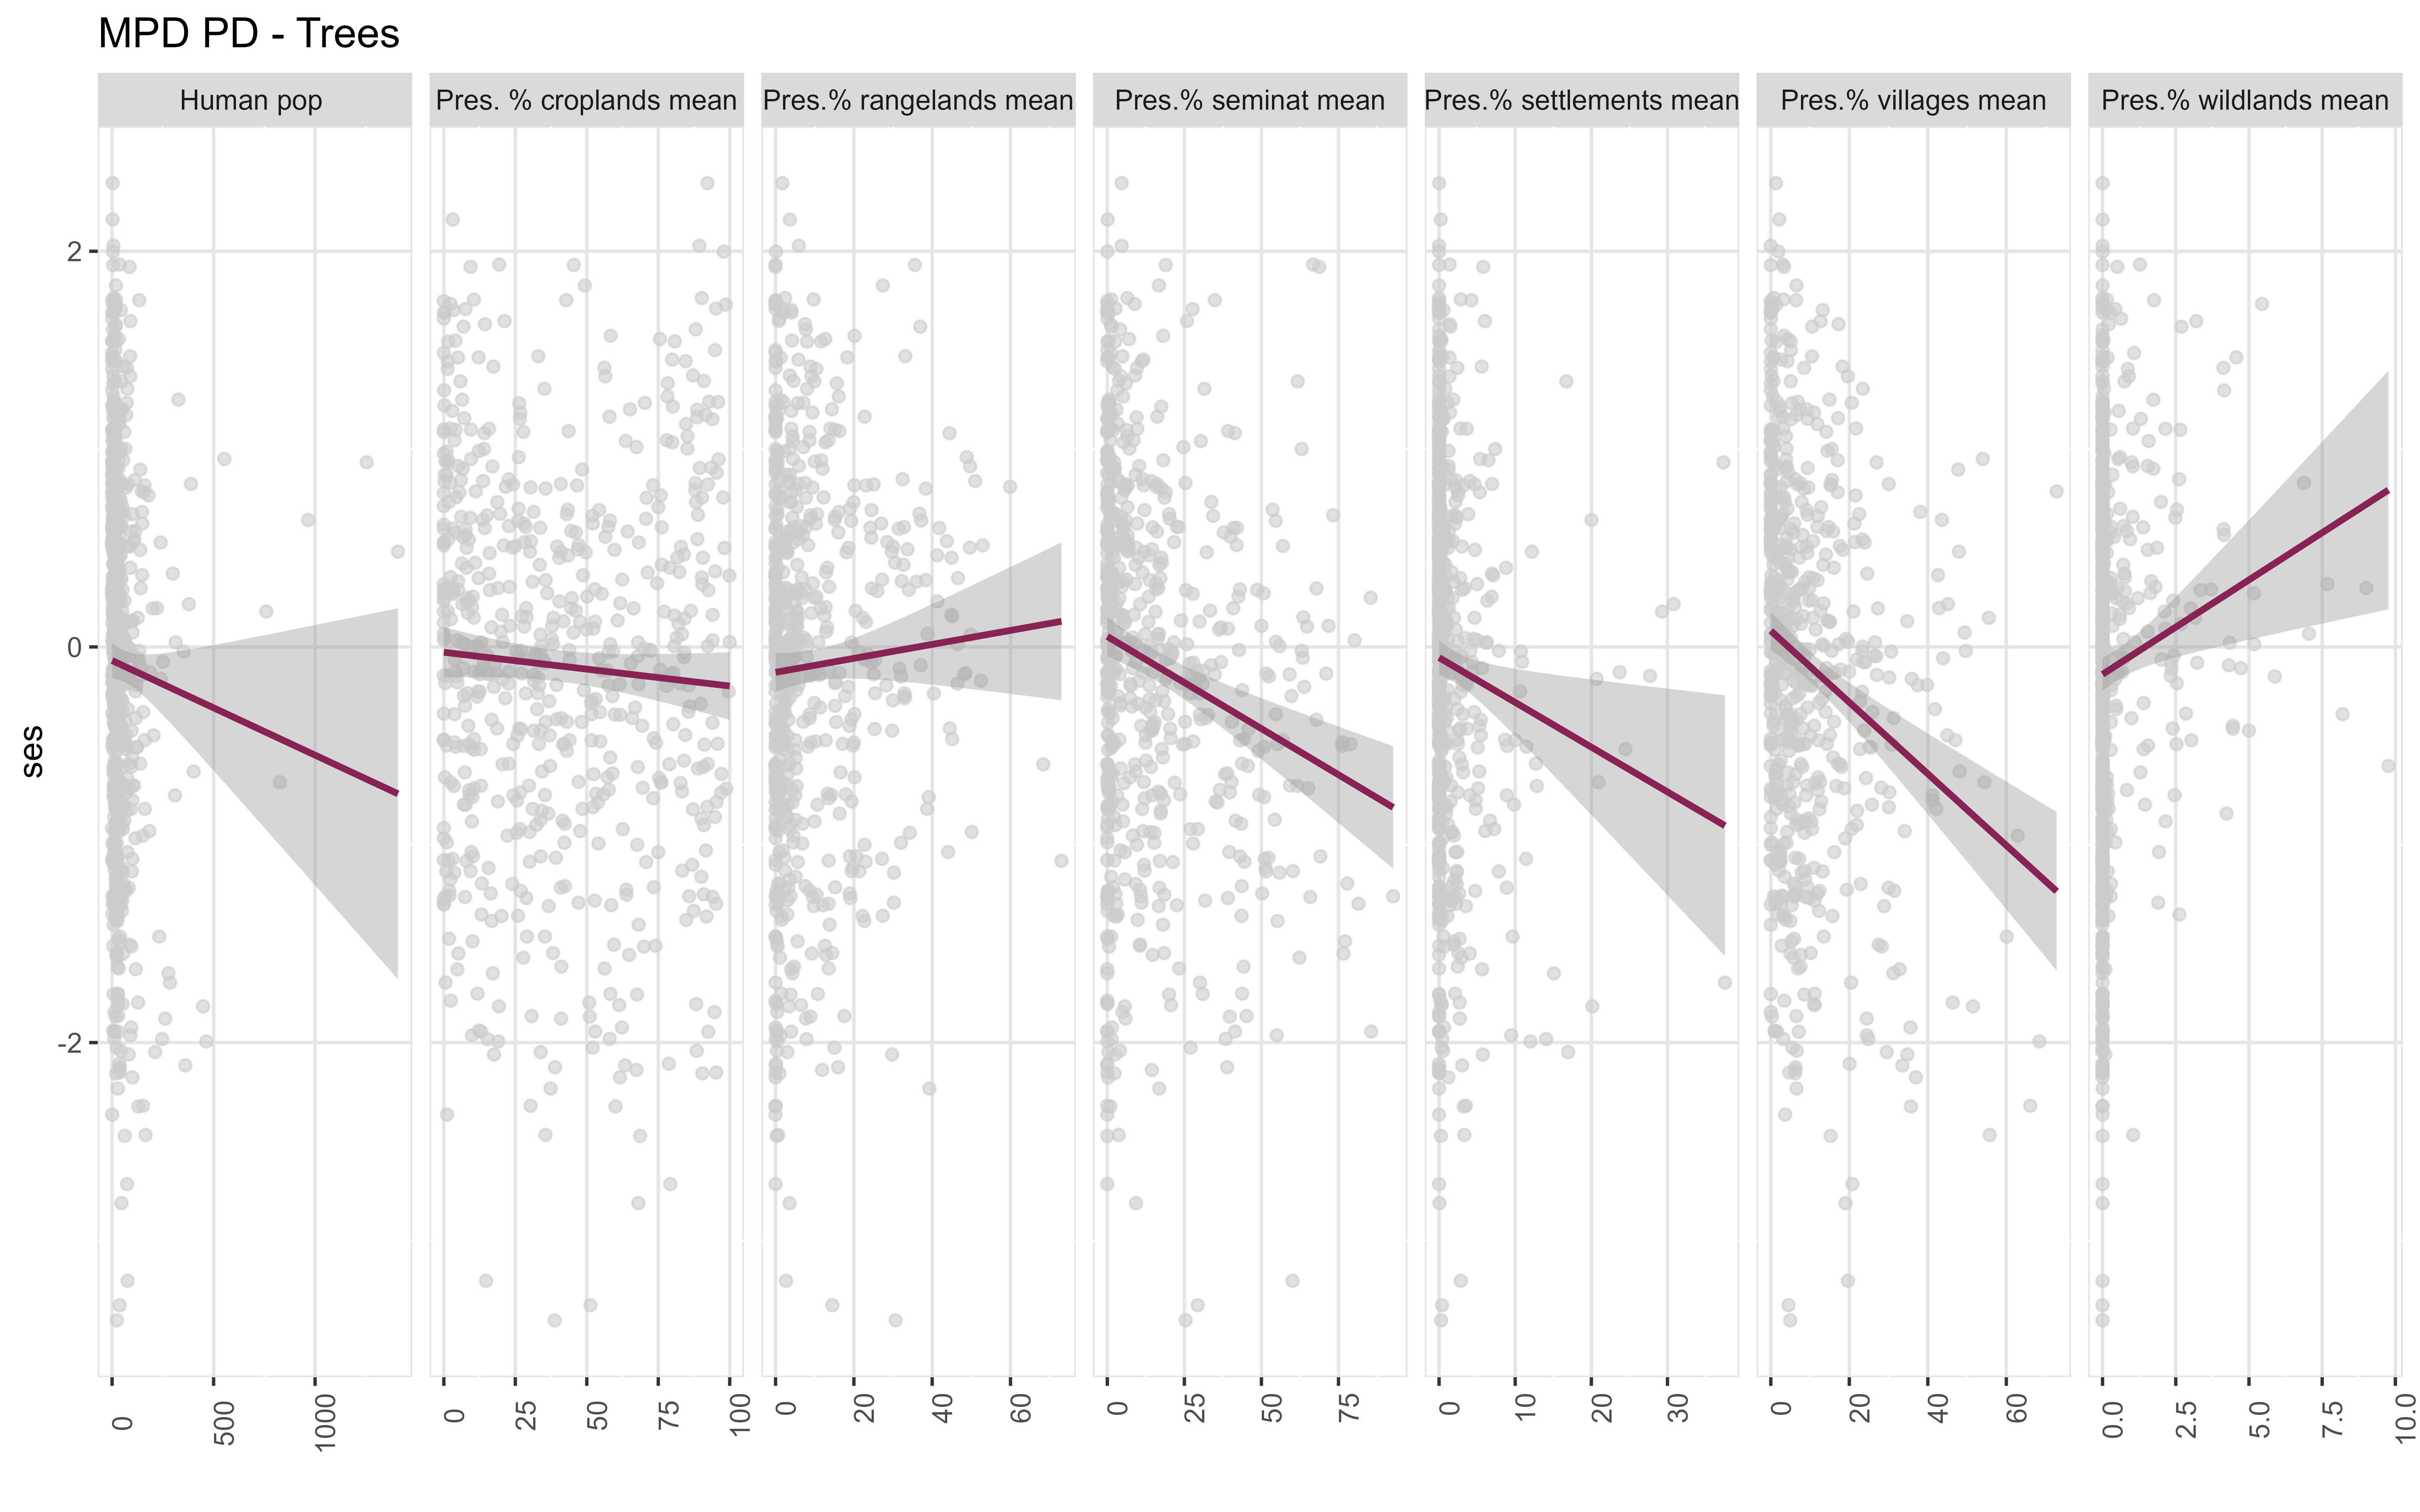 MPD PD - Trees
Human pop
Pres. % croplands mean
Pres.% rangelands mean
Pres.% seminat mean
Pres.% settlements mean
Pres.% villages mean
Pres.% wildlands mean
ses
2
0
-2
0 500 1000
0 25 50 75 100
0 20 40 60
0 25 50 75
0 10 20 30
0 20 40 60
0.0 2.5 5.0 7.5 10.0